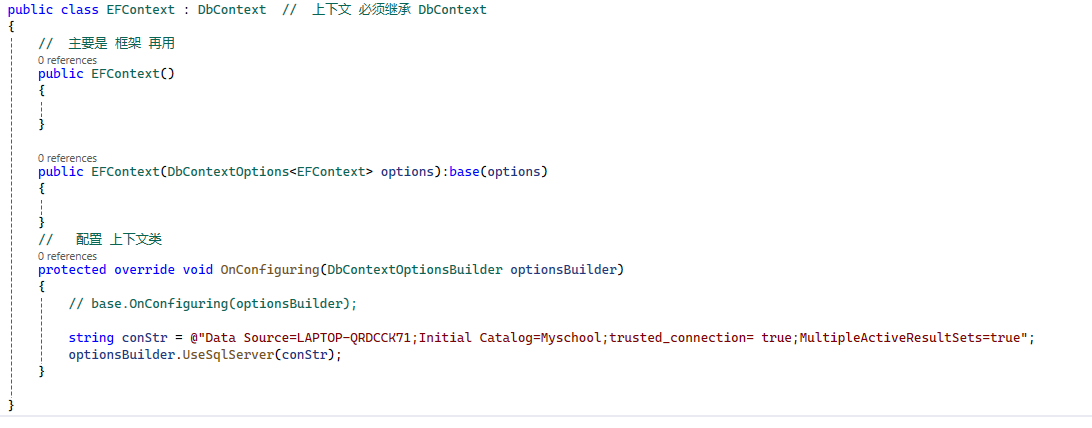 public class EFContext : DbContext  //  上下文 必须继承 DbContext
{
    //  主要是 框架 再用
    0 references
    public EFContext()
    {

    }

    0 references
    public EFContext(DbContextOptions<EFContext> options):base(options)
    {

    }
    //   配置 上下文类
    0 references
    protected override void OnConfiguring(DbContextOptionsBuilder optionsBuilder)
    {
        // base.OnConfiguring(optionsBuilder);

        string conStr = @"Data Source=LAPTOP-QRDCCK71;Initial Catalog=Myschool;trusted_connection= true;MultipleActiveResultSets=true";
        optionsBuilder.UseSqlServer(conStr);
    }

}